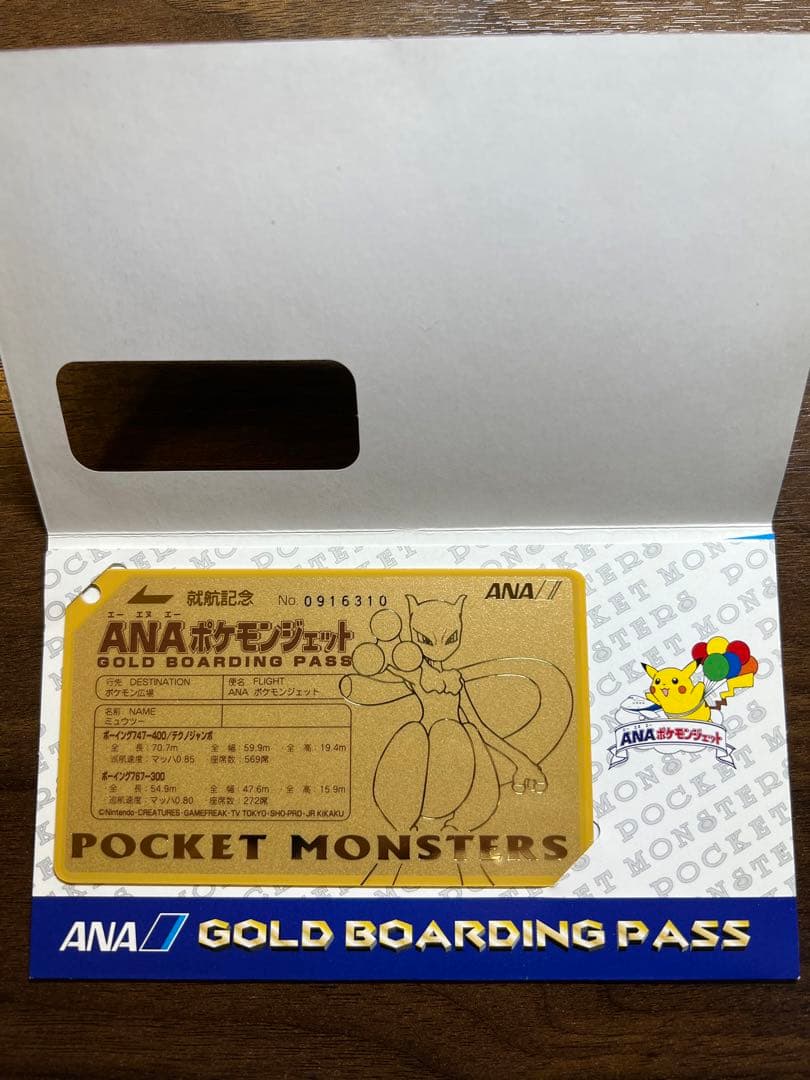 就航記念 No. 0916310 ANA
エー エヌ エー
ANAポケモンジェット
GOLD BOARDING PASS
行先 DESTINATION 便名 FLIGHT
ポケモン広場 ANA ポケモンジェット
名前 NAME
ミュウツー
ボーイング747-400/テクノジャンボ
全 長:70.7m 全 幅:59.9m 全 高:19.4m
巡航速度:マッハ0.85 座席数:569席
ボーイング767-300
全 長:54.9m 全 幅:47.6m 全 高:15.9m
巡航速度:マッハ0.80 座席数:272席
©Nintendo・CREATURES・GAMEFREAK・TV TOKYO・SHO-PRO・JR KIKAKU
POCKET MONSTERS
エー エヌ エー
ANAポケモンジェット
POCKET MONSTERS
ANA GOLD BOARDING PASS